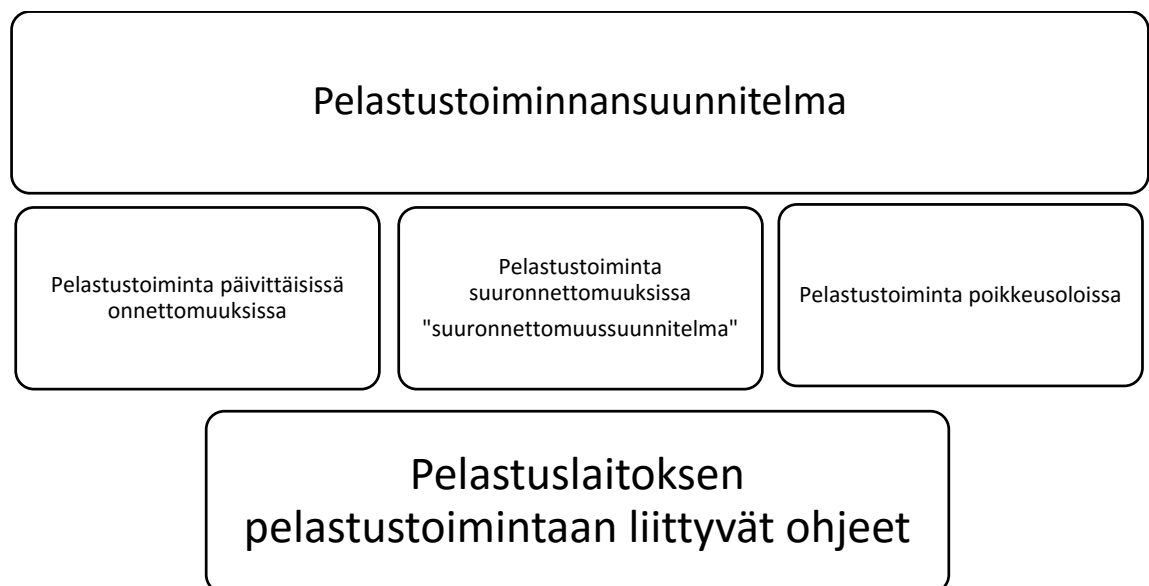 Pelastustoiminnansuunnitelma
Pelastustoiminta päivittäisissä
onnettomuuksissa
Pelastustoiminta
suuronnettomuuksissa
"suuronnettomuussuunnitelma"
Pelastustoiminta poikkeusoloissa
Pelastuslaitoksen
pelastustoimintaan liittyvät ohjeet